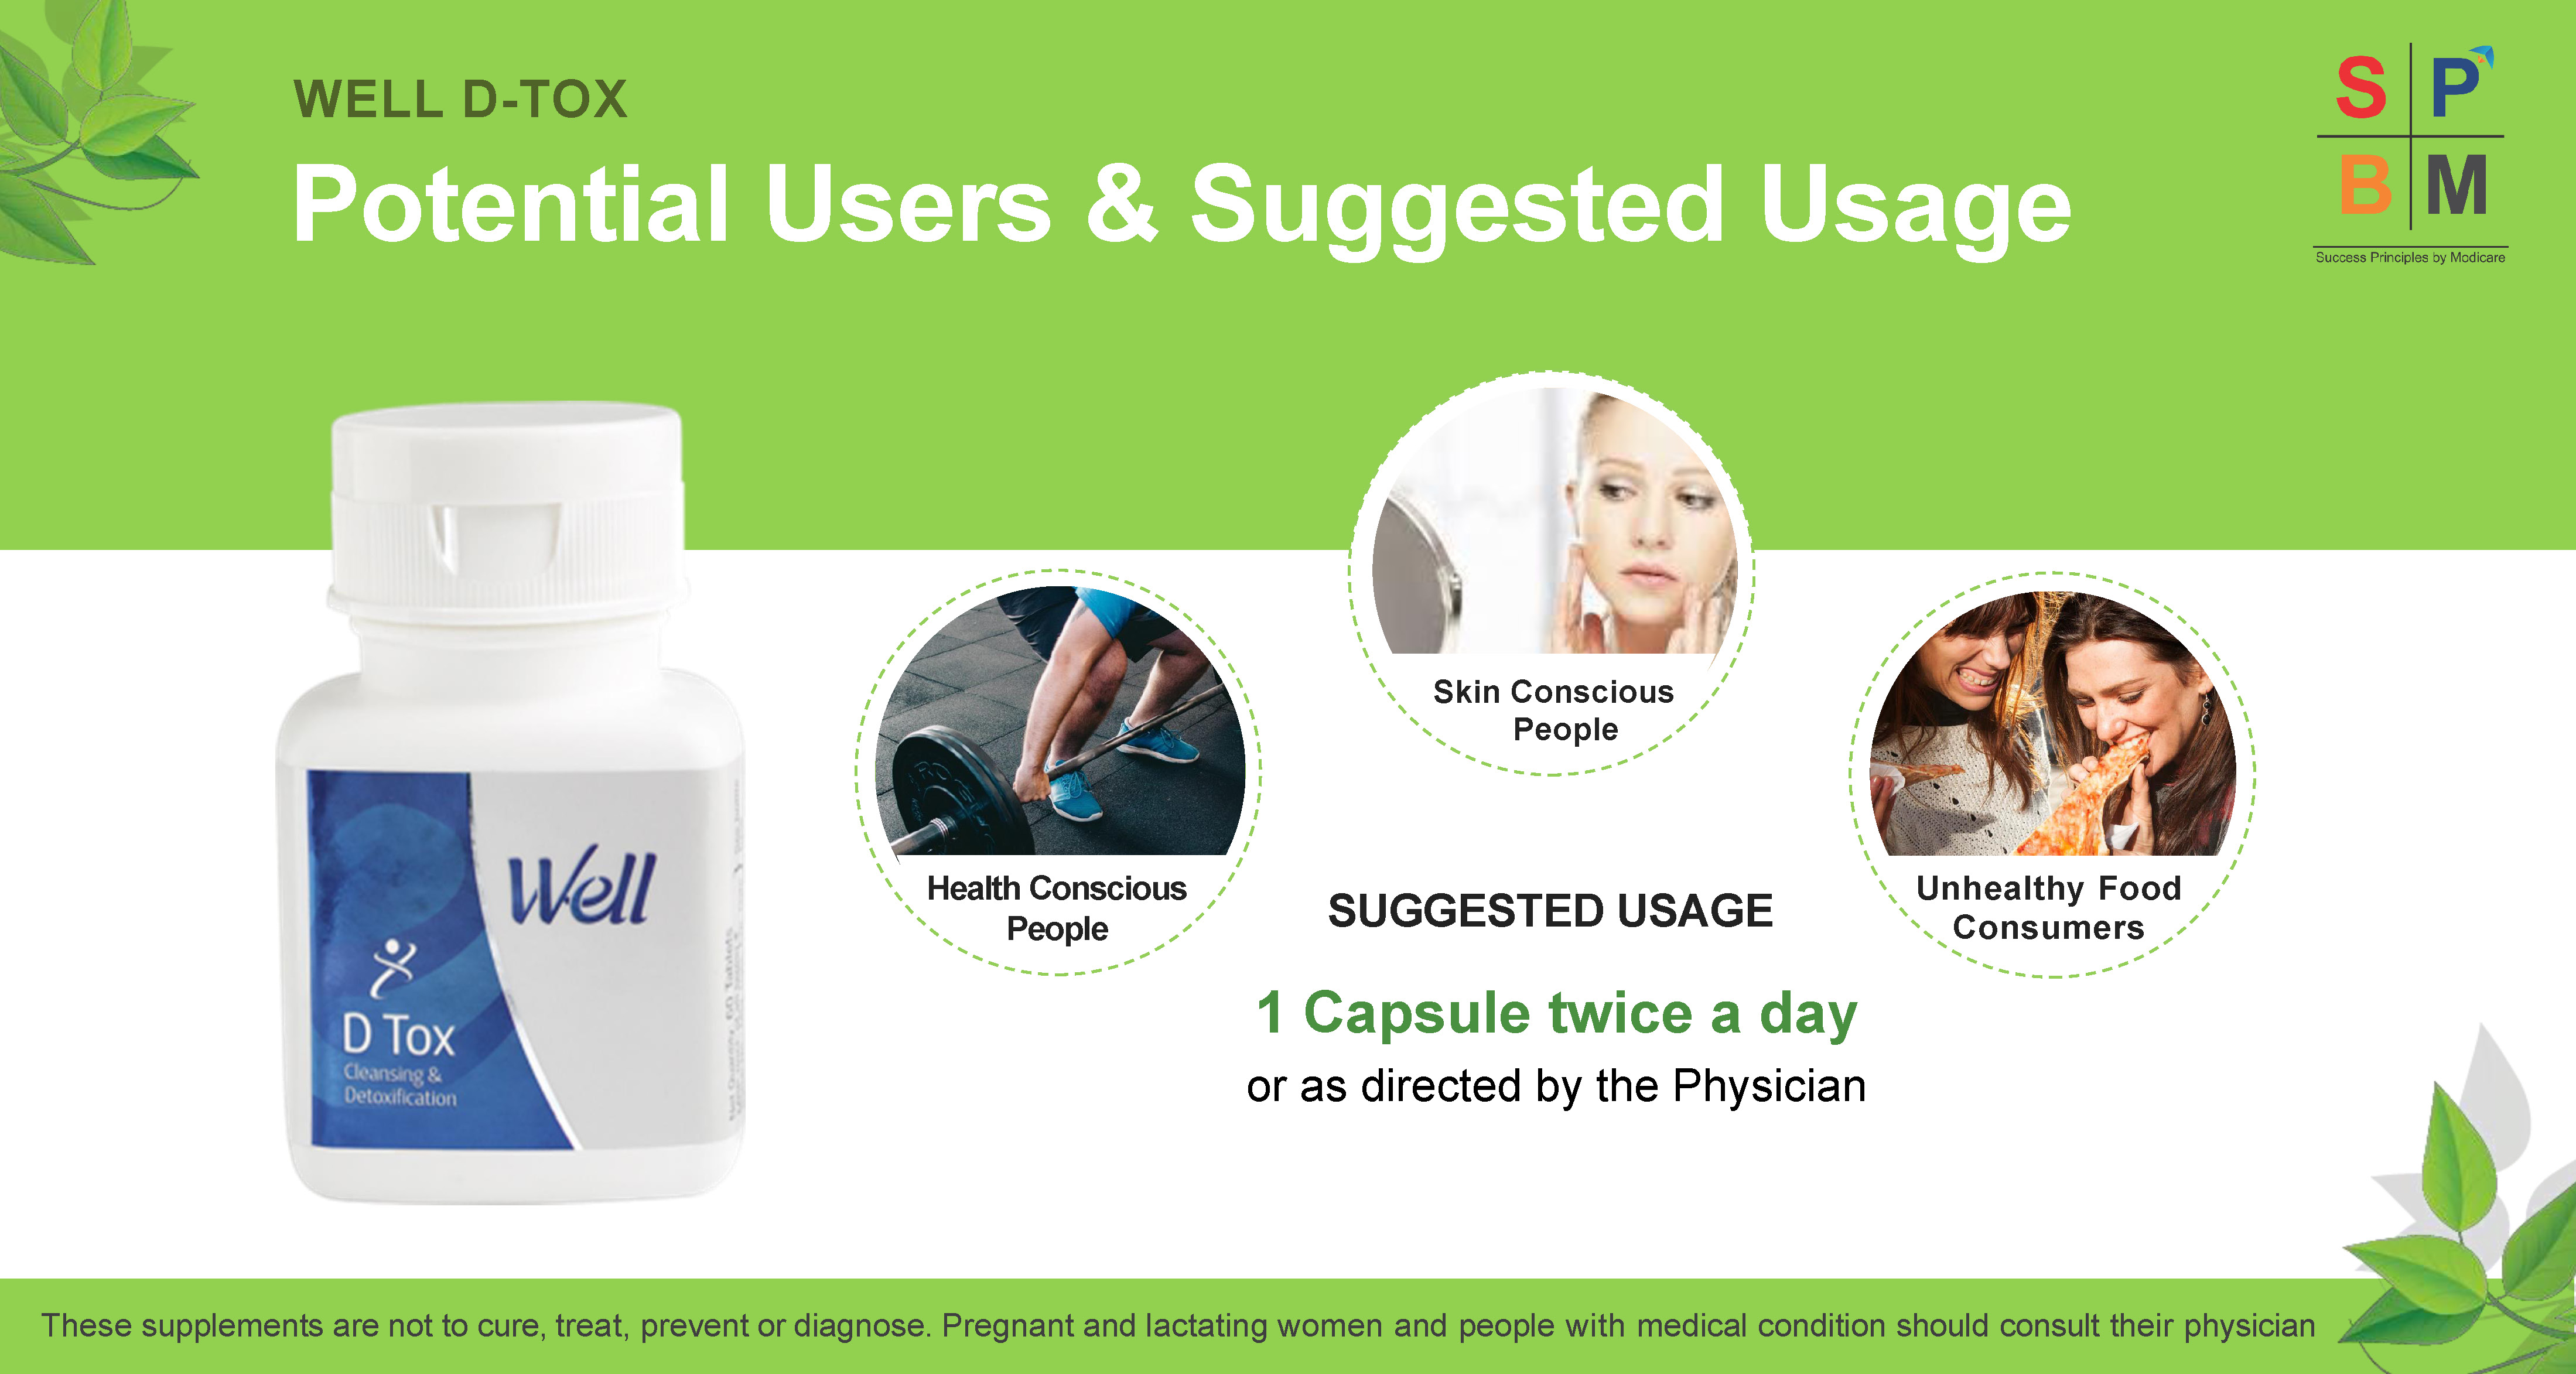 WELL D-TOX
Potential Users & Suggested Usage
S P
B M
Success Principles by Modicare
Skin Conscious
People
Health Conscious
People
Unhealthy Food
Consumers
Well
D Tox
Cleansing &
Detoxification
SUGGESTED USAGE
1 Capsule twice a day
or as directed by the Physician
These supplements are not to cure, treat, prevent or diagnose. Pregnant and lactating women and people with medical condition should consult their physician